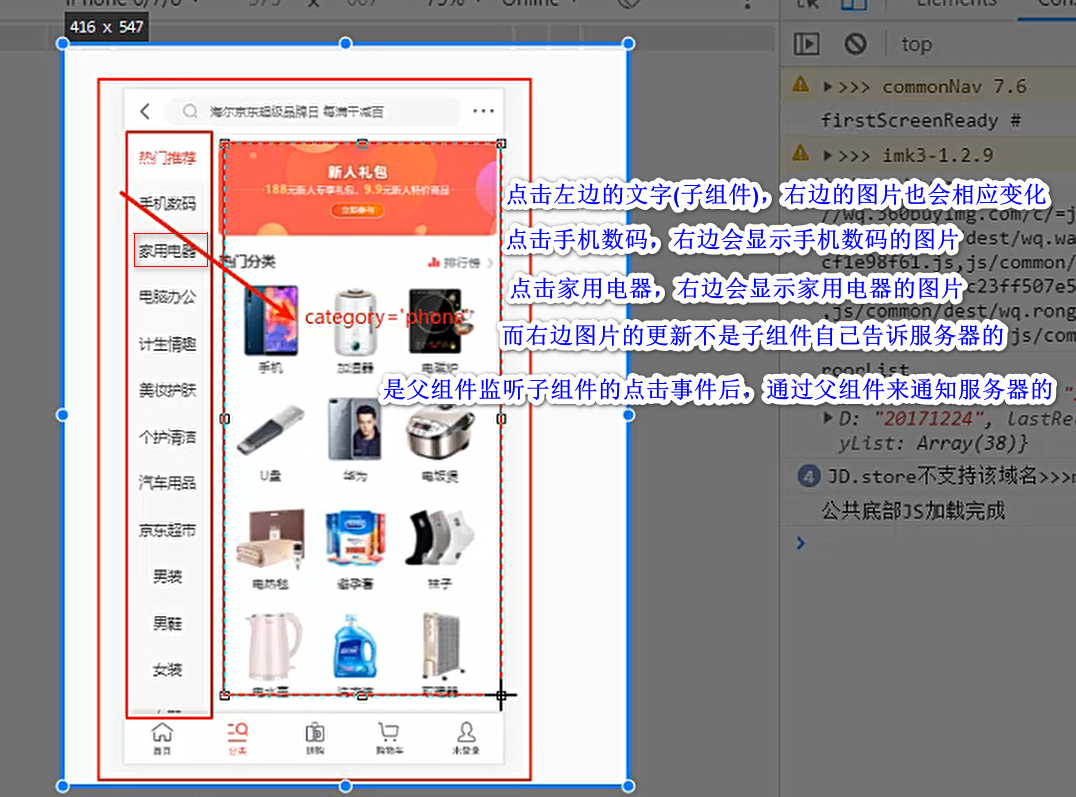 iPhone 6/7/8
375 x 667
75%
Online
Elements
416 x 547
top
海尔京东超级品牌日 每满千减百
>>> commonNav 7.6
firstScreenReady #
>>> imk3-1.2.9
热门推荐
手机数码
家用电器
电脑办公
计生情趣
美妆护肤
个护清洁
汽车用品
京东超市
男装
男鞋
女装
新人礼包
188元新人专享礼包、9.9元新人特价商品
立即参与
热门分类
排行榜
category='phone'
手机
加湿器
电磁炉
U盘
华为
电饭煲
电热毯
避孕套
袜子
电水壶
洗衣液
取暖器
点击左边的文字(子组件)，右边的图片也会相应变化
点击手机数码，右边会显示手机数码的图片
点击家用电器，右边会显示家用电器的图片
而右边图片的更新不是子组件自己告诉服务器的
是父组件监听子组件的点击事件后，通过父组件来通知服务器的
//wq.360buyimg.com/c/=j
dest/wq.wa
cf1e98f61.js,js/common/
c23ff507e5
,js/common/dest/wq.rong
js/com
D: "20171224", lastRe
yList: Array(38)}
4 JD.store不支持该域名>>>
公共底部JS加载完成
首页
分类
拼购
购物车
未登录